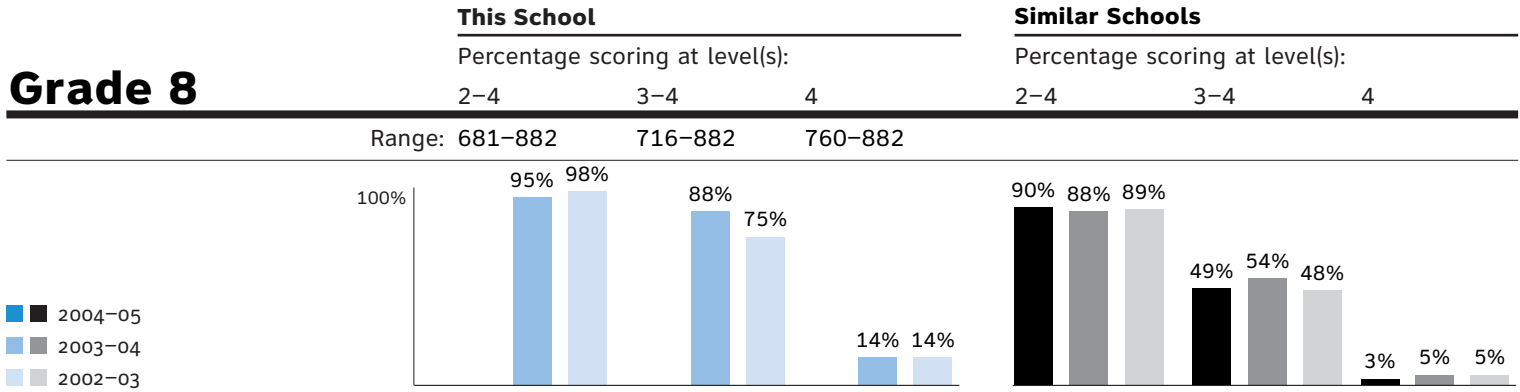 This School Similar Schools
Percentage scoring at level(s): Percentage scoring at level(s):
Grade 8 2–4 3–4 4 2–4 3–4 4
Range: 681–882 716–882 760–882
100% 95% 98% 88% 75% 14% 14% 90% 88% 89% 49% 54% 48% 3% 5% 5%
2004–05
2003–04
2002–03